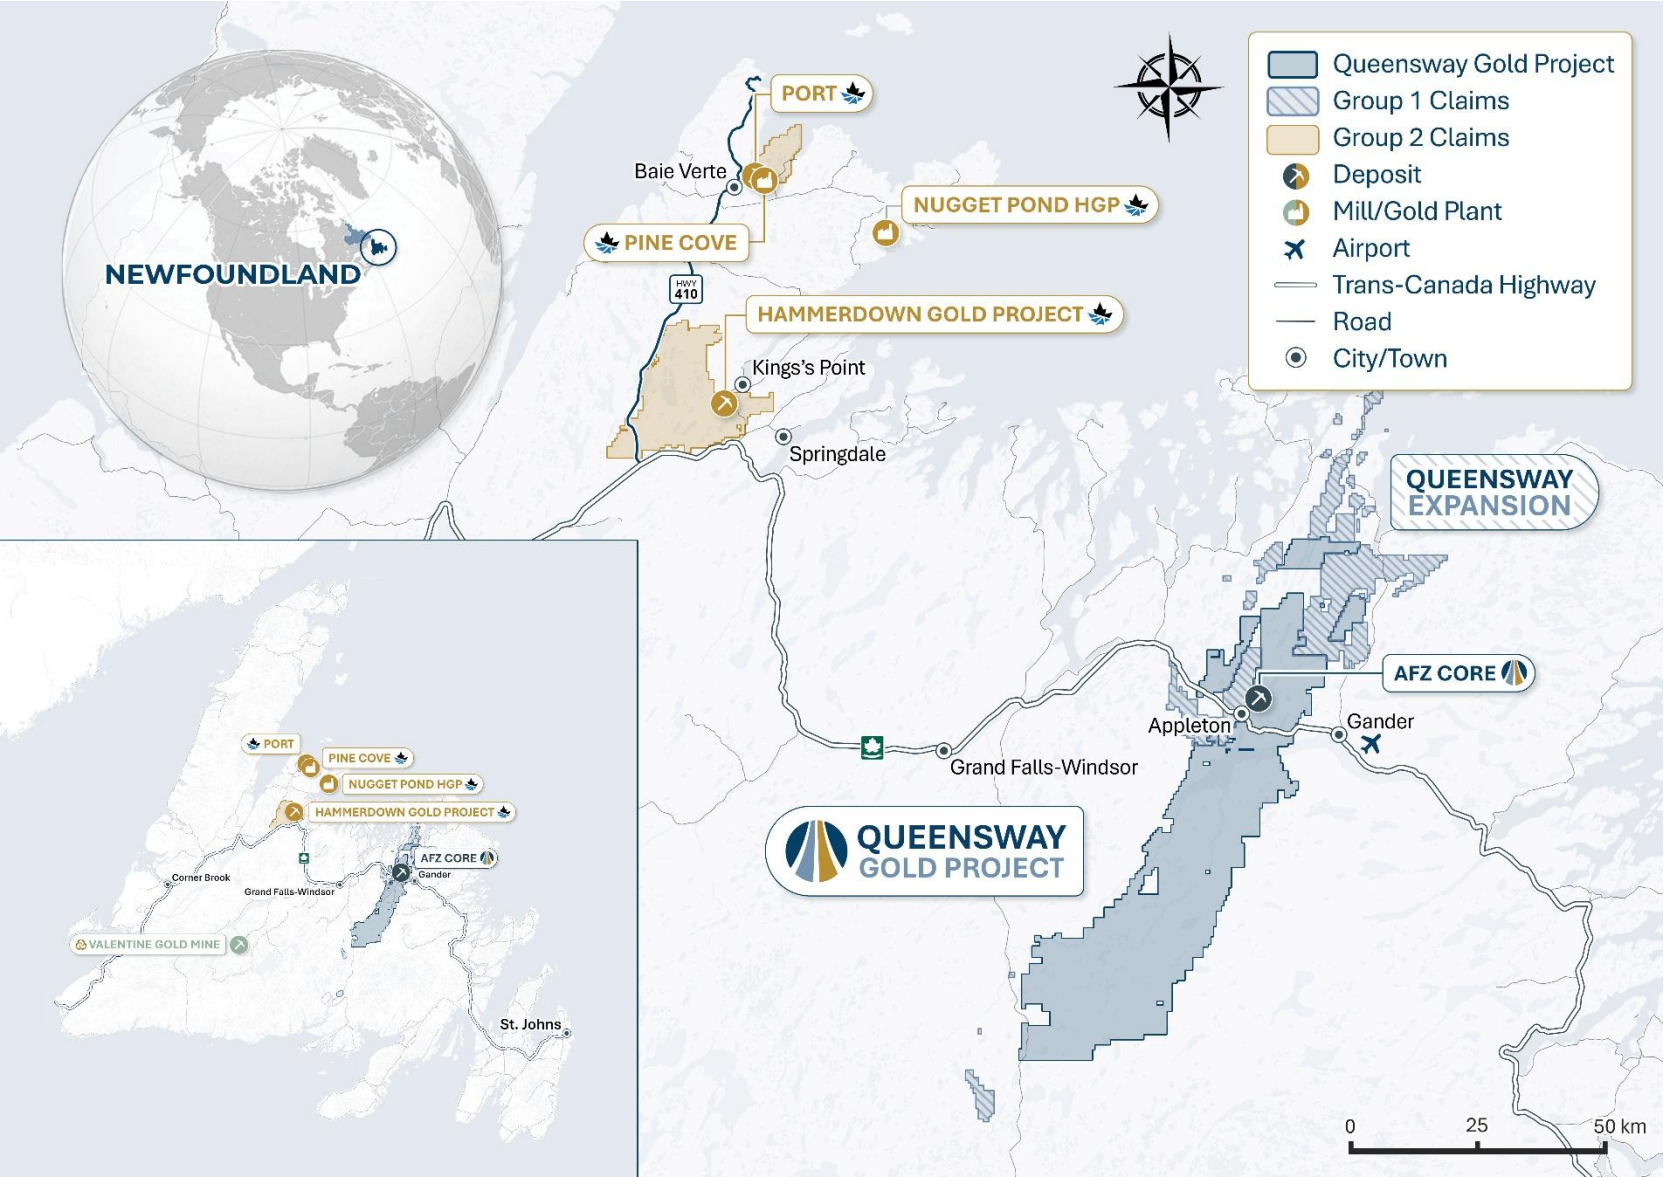 NEWFOUNDLAND
PORT
Baie Verte
PINE COVE
NUGGET POND HGP
HWY
410
HAMMERDOWN GOLD PROJECT
Kings's Point
Springdale
Queensway Gold Project
Group 1 Claims
Group 2 Claims
Deposit
Mill/Gold Plant
Airport
Trans-Canada Highway
Road
City/Town
QUEENSWAY
EXPANSION
AFZ CORE
Appleton
Gander
Grand Falls-Windsor
QUEENSWAY
GOLD PROJECT
PORT
PINE COVE
NUGGET POND HGP
HAMMERDOWN GOLD PROJECT
AFZ CORE
Gander
Corner Brook
Grand Falls-Windsor
VALENTINE GOLD MINE
St. Johns
0 25 50 km